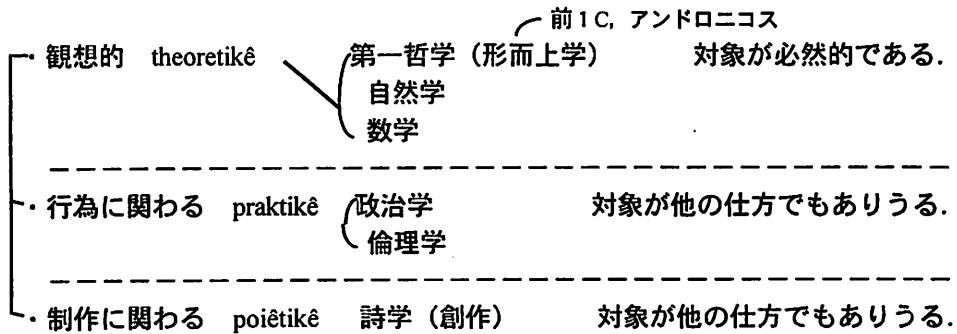 前1C, アンドロニコス
・観想的 theoretikê 第一哲学（形而上学） 対象が必然的である.
自然学
数学
・行為に関わる praktikê 政治学 対象が他の仕方でもありうる.
倫理学
・制作に関わる poiêtikê 詩学（創作） 対象が他の仕方でもありうる.